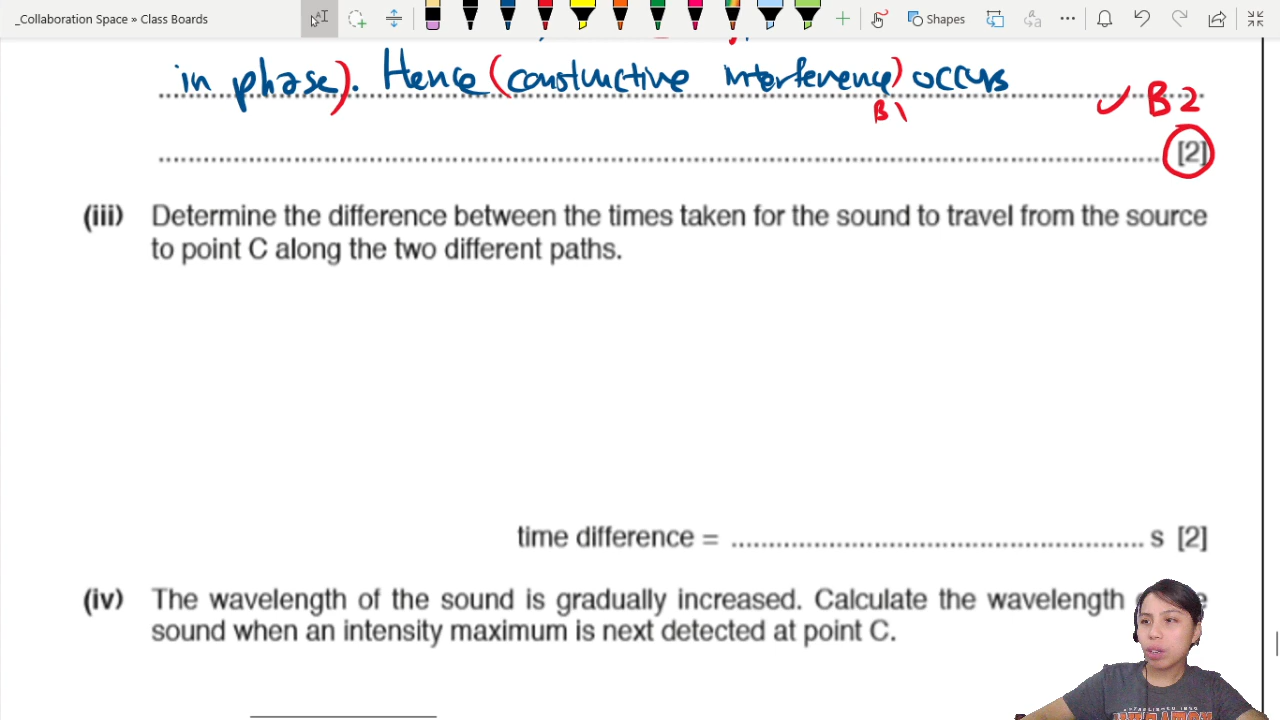 _Collaboration Space » Class Boards
Shapes
in phase). Hence (constructive interference) occurs
B1
✓ B2
[2]
(iii) Determine the difference between the times taken for the sound to travel from the source
to point C along the two different paths.
time difference = ........................................................ s [2]
(iv) The wavelength of the sound is gradually increased. Calculate the wavelength
sound when an intensity maximum is next detected at point C.